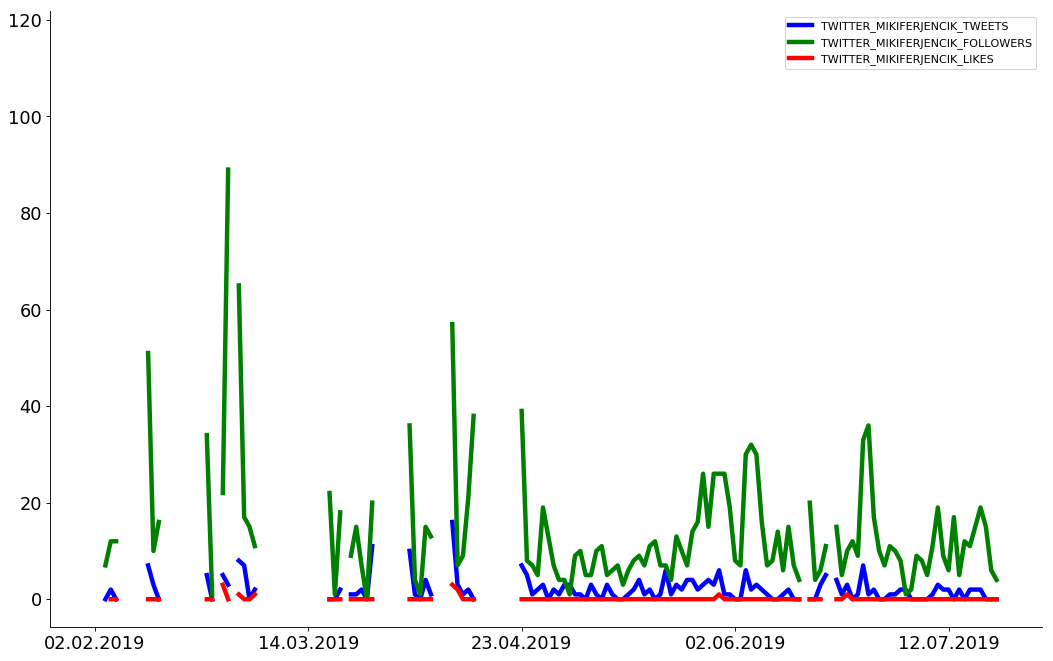 120
100
80
60
40
20
0
02.02.2019 14.03.2019 23.04.2019 02.06.2019 12.07.2019
TWITTER_MIKIFERJENCIK_TWEETS
TWITTER_MIKIFERJENCIK_FOLLOWERS
TWITTER_MIKIFERJENCIK_LIKES